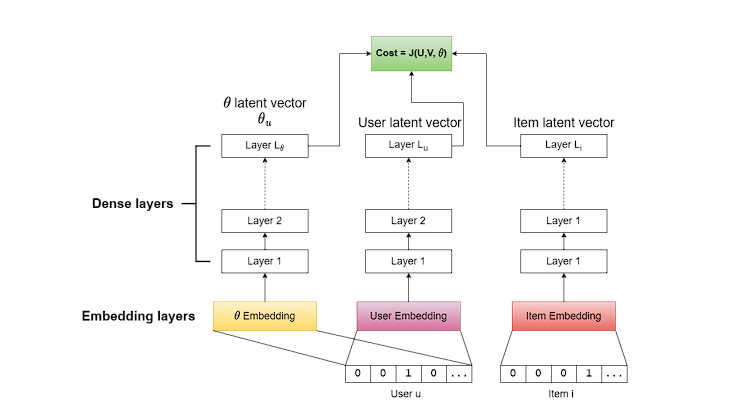 Cost = J(U,V, θ)
θ latent vector
θu
User latent vector
Item latent vector
Layer Lθ
Layer Lu
Layer Li
Dense layers
Layer 2
Layer 2
Layer 1
Layer 1
Layer 1
Layer 1
Embedding layers
θ Embedding
User Embedding
Item Embedding
0 0 1 0 ...
0 0 0 1 ...
User u
Item i